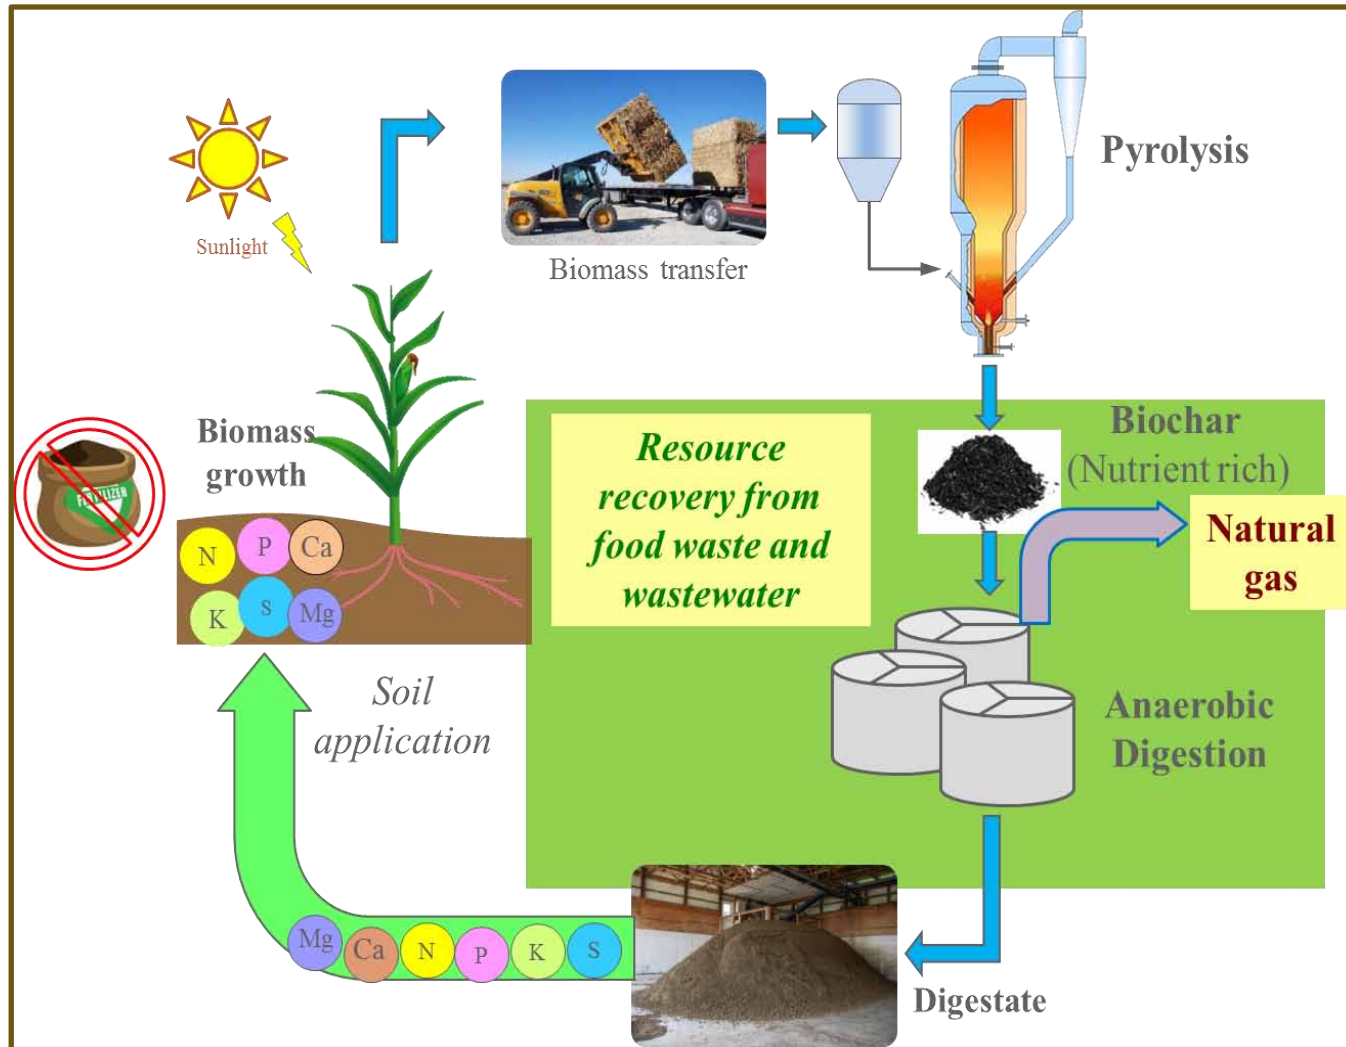 Sunlight
Biomass transfer
Pyrolysis
Biomass
growth
FERTILIZER
N
P
Ca
K
S
Mg
Resource
recovery from
food waste and
wastewater
Biochar
(Nutrient rich)
Natural
gas
Anaerobic
Digestion
Soil
application
Mg
Ca
N
P
K
S
Digestate